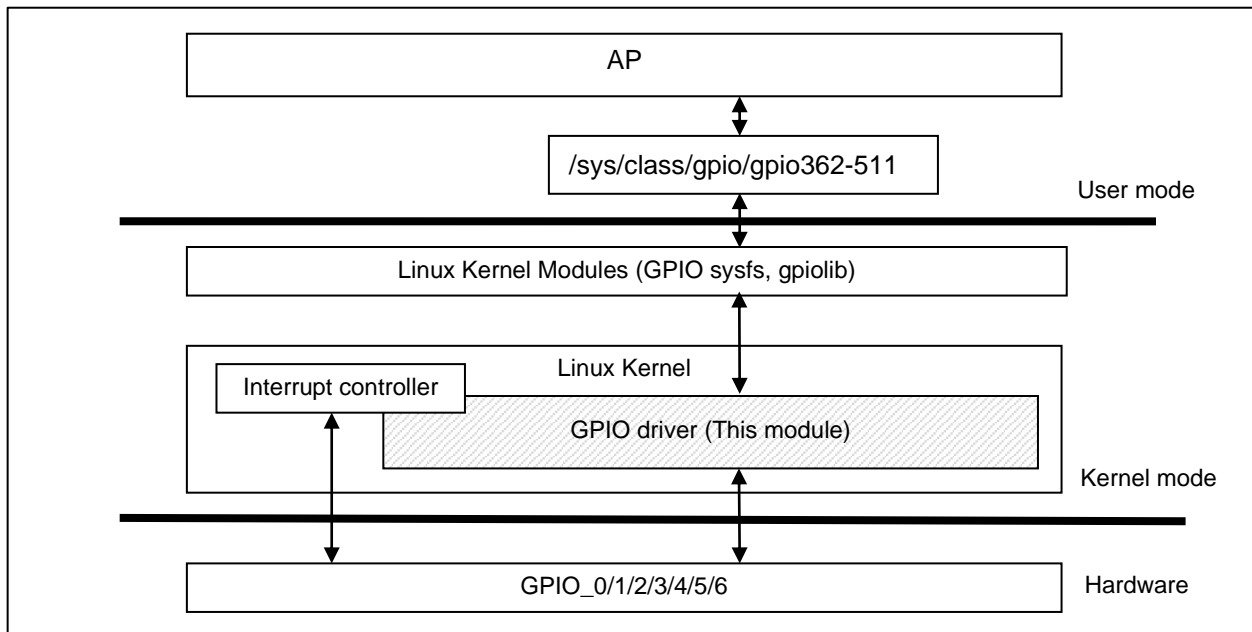 AP
/sys/class/gpio/gpio362-511
User mode
Linux Kernel Modules (GPIO sysfs, gpiolib)
Linux Kernel
Interrupt controller
GPIO driver (This module)
Kernel mode
GPIO_0/1/2/3/4/5/6
Hardware